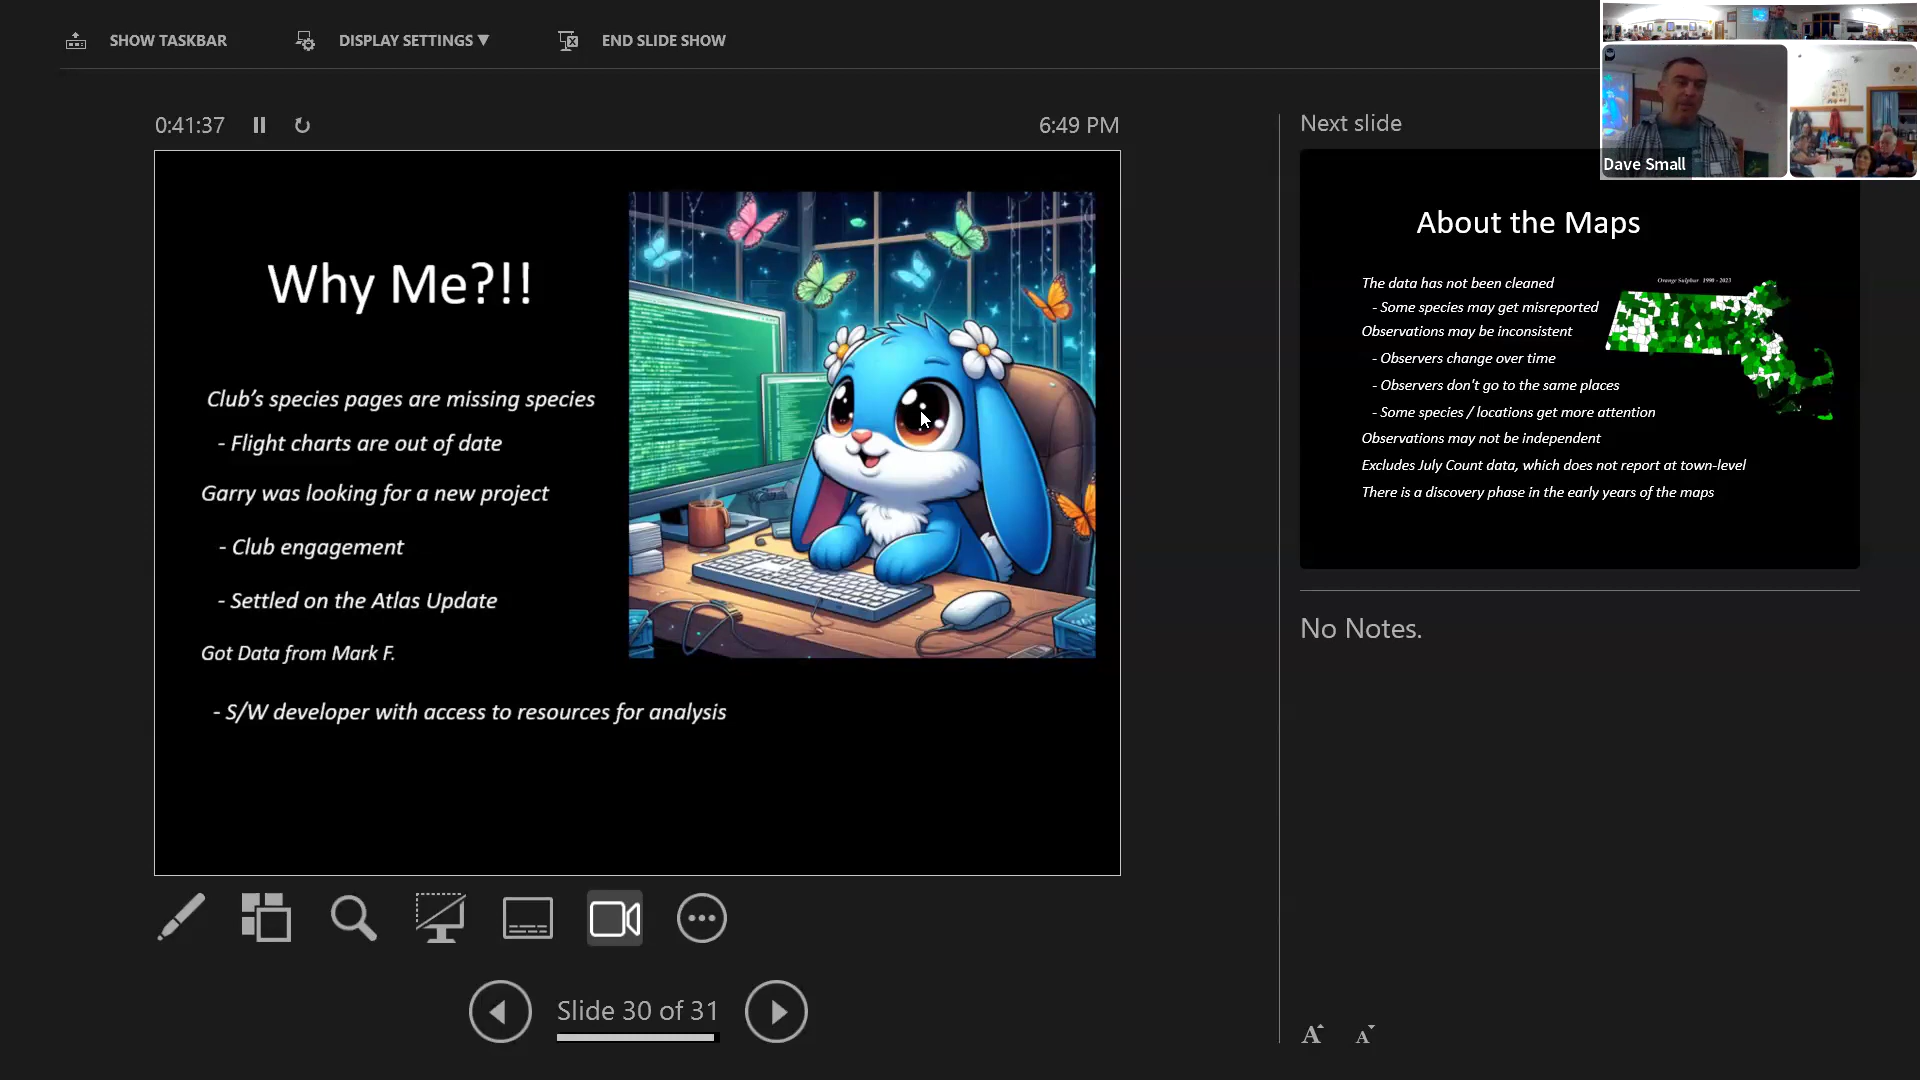 SHOW TASKBAR
DISPLAY SETTINGS ▼
END SLIDE SHOW
0:41:37
6:49 PM
Why Me?!!
Club's species pages are missing species
- Flight charts are out of date
Garry was looking for a new project
- Club engagement
- Settled on the Atlas Update
Got Data from Mark F.
- S/W developer with access to resources for analysis
Slide 30 of 31
Next slide
Dave Small
About the Maps
Orange Sulphur 1990 - 2023
The data has not been cleaned
- Some species may get misreported
Observations may be inconsistent
- Observers change over time
- Observers don't go to the same places
- Some species / locations get more attention
Observations may not be independent
Excludes July Count data, which does not report at town-level
There is a discovery phase in the early years of the maps
No Notes.
A A